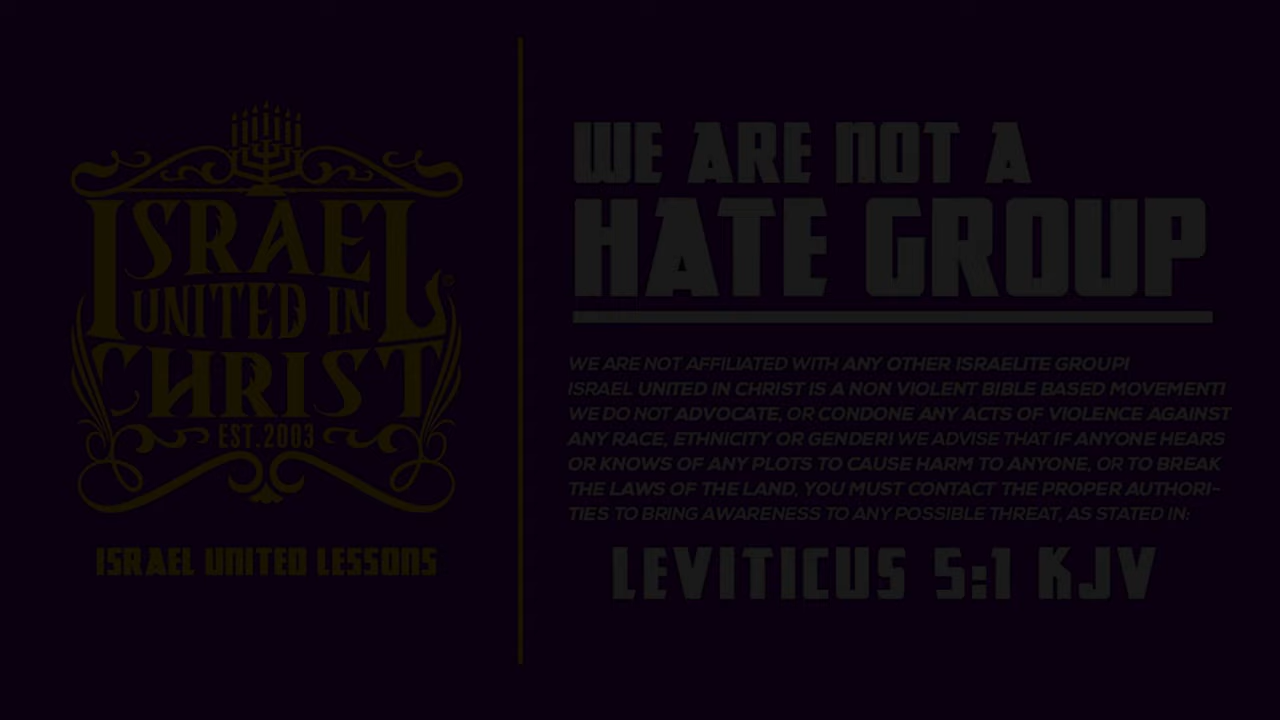 ISRAEL
UNITED IN
CHRIST
EST.2003
ISRAEL UNITED LESSONS
WE ARE NOT A
HATE GROUP
WE ARE NOT AFFILIATED WITH ANY OTHER ISRAELITE GROUP!
ISRAEL UNITED IN CHRIST IS A NON VIOLENT BIBLE BASED MOVEMENT!
WE DO NOT ADVOCATE, OR CONDONE ANY ACTS OF VIOLENCE AGAINST
ANY RACE, ETHNICITY OR GENDER! WE ADVISE THAT IF ANYONE HEARS
OR KNOWS OF ANY PLOTS TO CAUSE HARM TO ANYONE, OR TO BREAK
THE LAWS OF THE LAND, YOU MUST CONTACT THE PROPER AUTHORI-
TIES TO BRING AWARENESS TO ANY POSSIBLE THREAT, AS STATED IN:
LEVITICUS 5:1 KJV